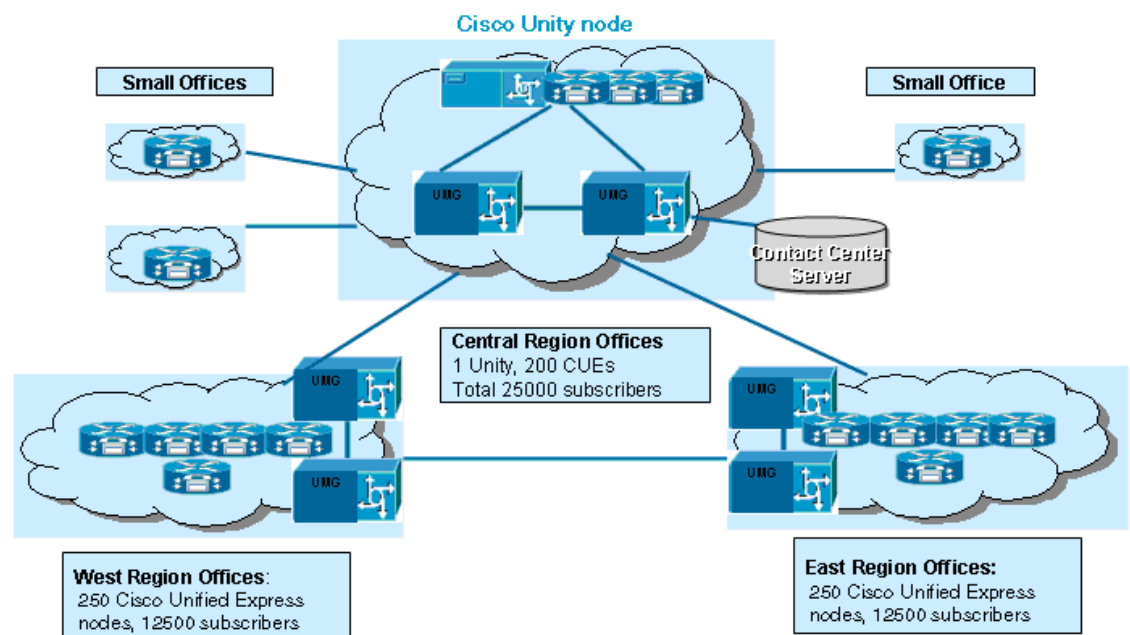 Cisco Unity node
Small Offices
Small Office
UMG
UMG
Contact Center
Server
Central Region Offices
1 Unity, 200 CUEs
Total 25000 subscribers
UMG
UMG
UMG
UMG
West Region Offices:
250 Cisco Unified Express
nodes, 12500 subscribers
East Region Offices:
250 Cisco Unified Express
nodes, 12500 subscribers